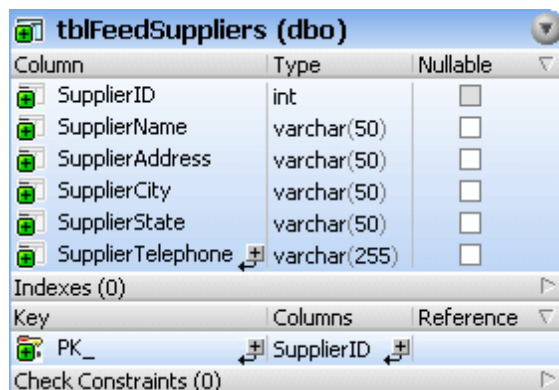 tblFeedSuppliers (dbo)
Column Type Nullable
SupplierID int
SupplierName varchar(50)
SupplierAddress varchar(50)
SupplierCity varchar(50)
SupplierState varchar(50)
SupplierTelephone varchar(255)
Indexes (0)
Key Columns Reference
PK_ SupplierID
Check Constraints (0)